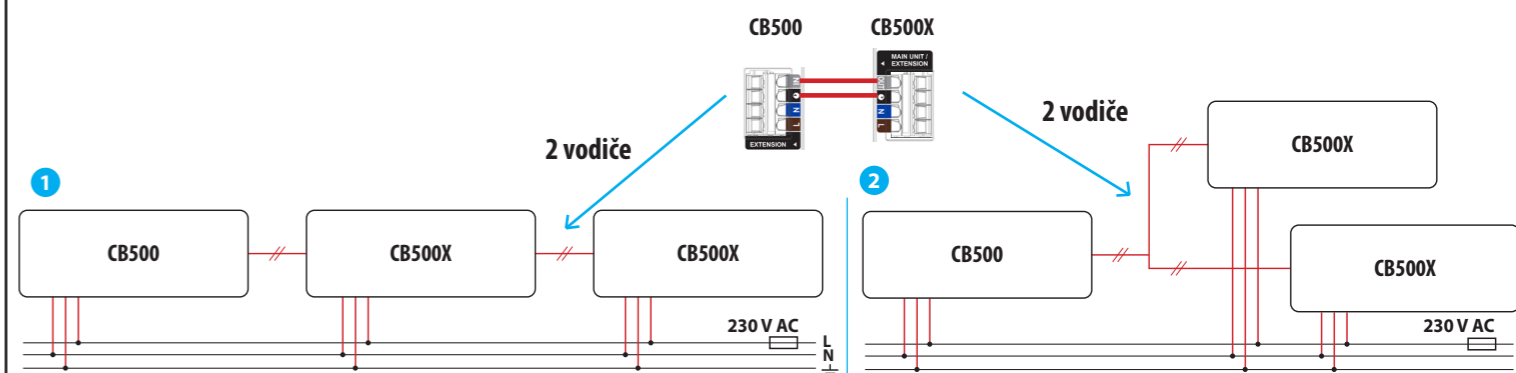 CB500 CB500X
MAIN UNIT /
EXTENSION
N
L
N
L
EXTENSION
2 vodiče
2 vodiče
1
CB500
CB500X
CB500X
230 V AC
L
N
2
CB500
CB500X
CB500X
230 V AC